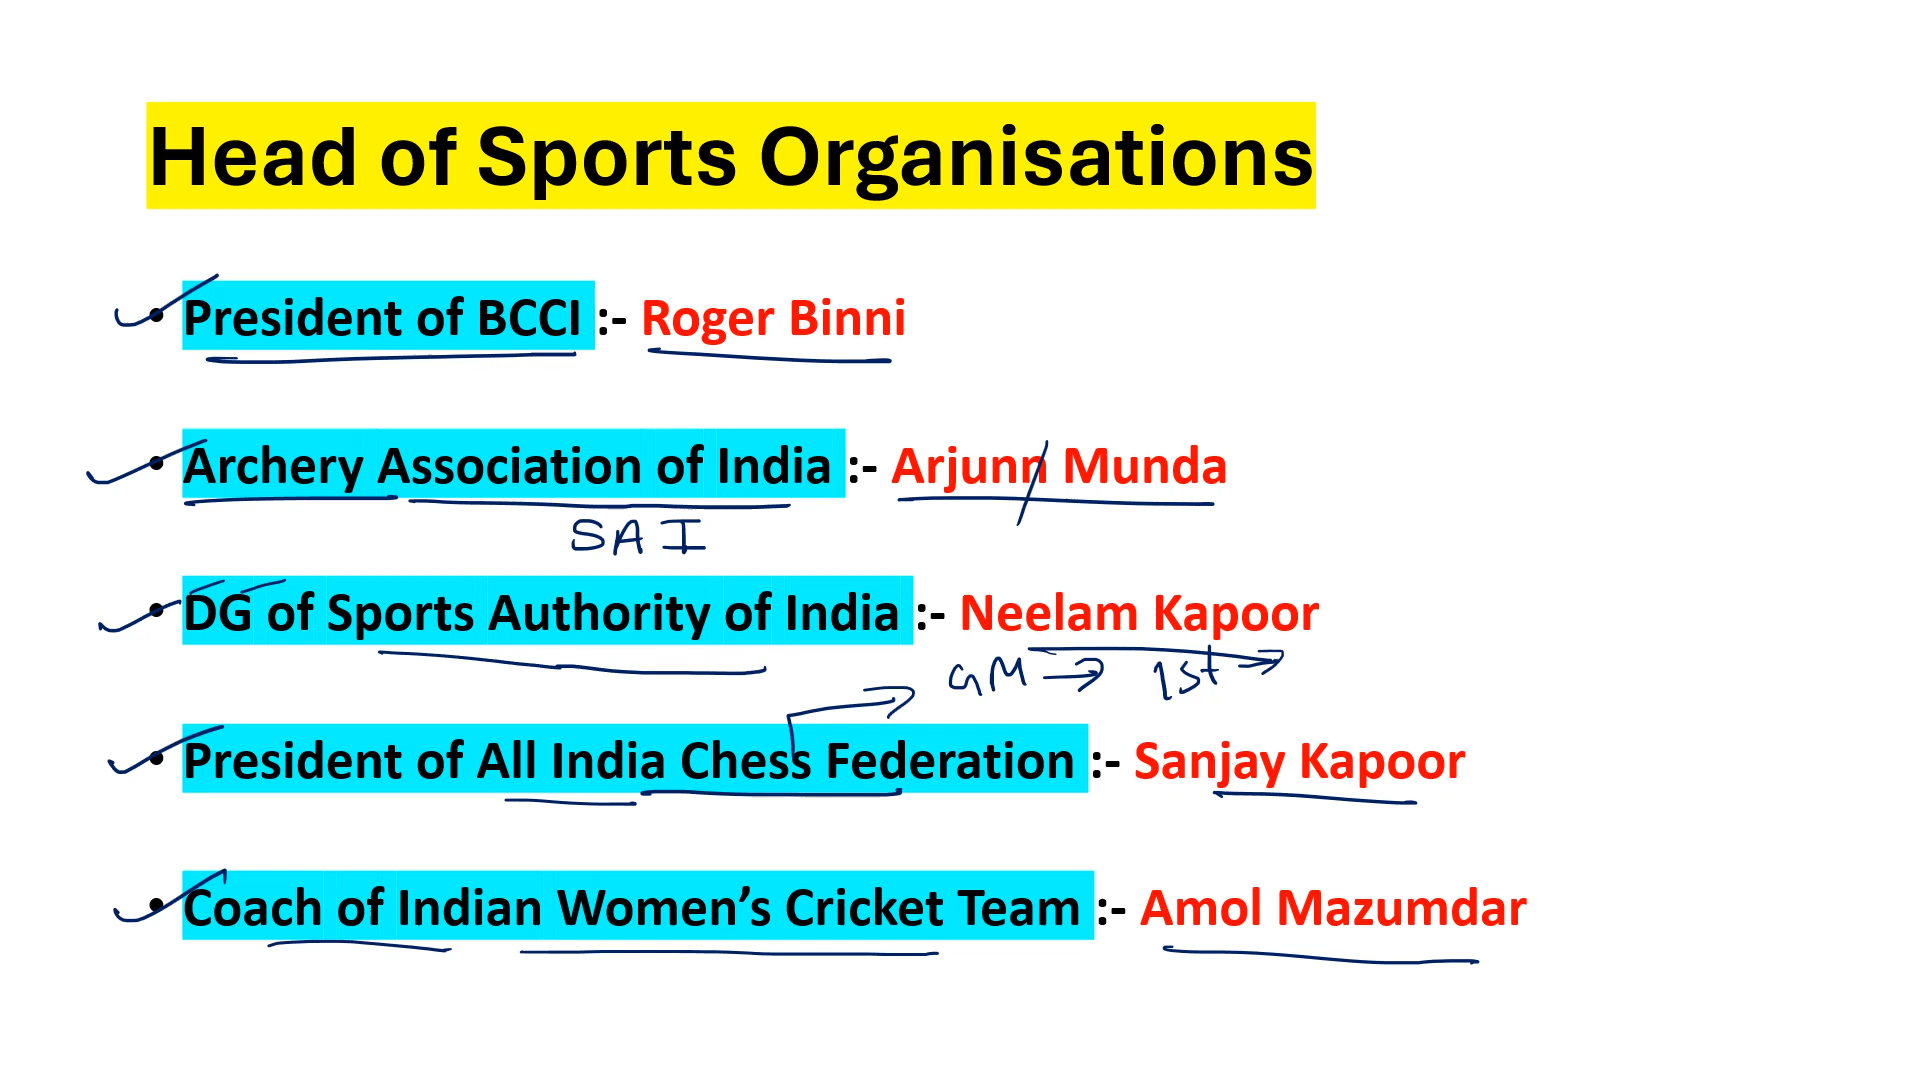 Head of Sports Organisations
• President of BCCI :- Roger Binni
• Archery Association of India :- Arjunn Munda
SAI
• DG of Sports Authority of India :- Neelam Kapoor
GM → 1st →
• President of All India Chess Federation :- Sanjay Kapoor
• Coach of Indian Women’s Cricket Team :- Amol Mazumdar